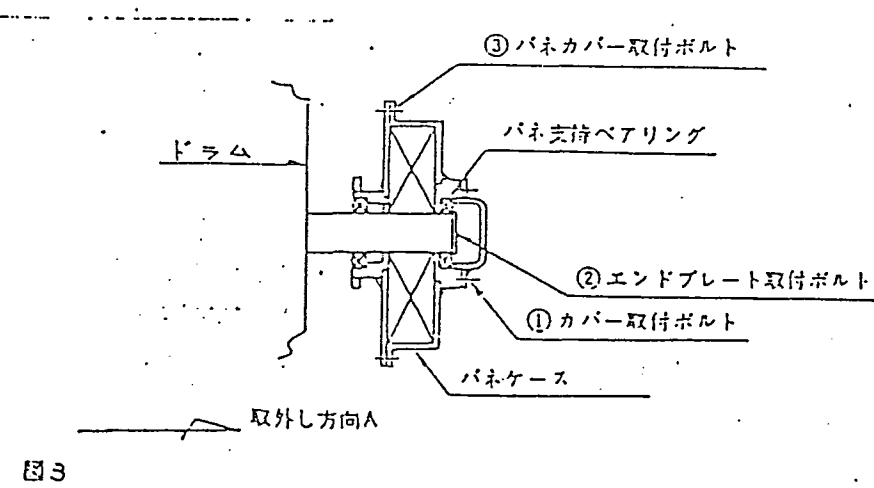 ③バネカバー取付ボルト
バネ支持ベアリング
ドラム
②エンドプレート取付ボルト
①カバー取付ボルト
バネケース
取外し方向A
図3